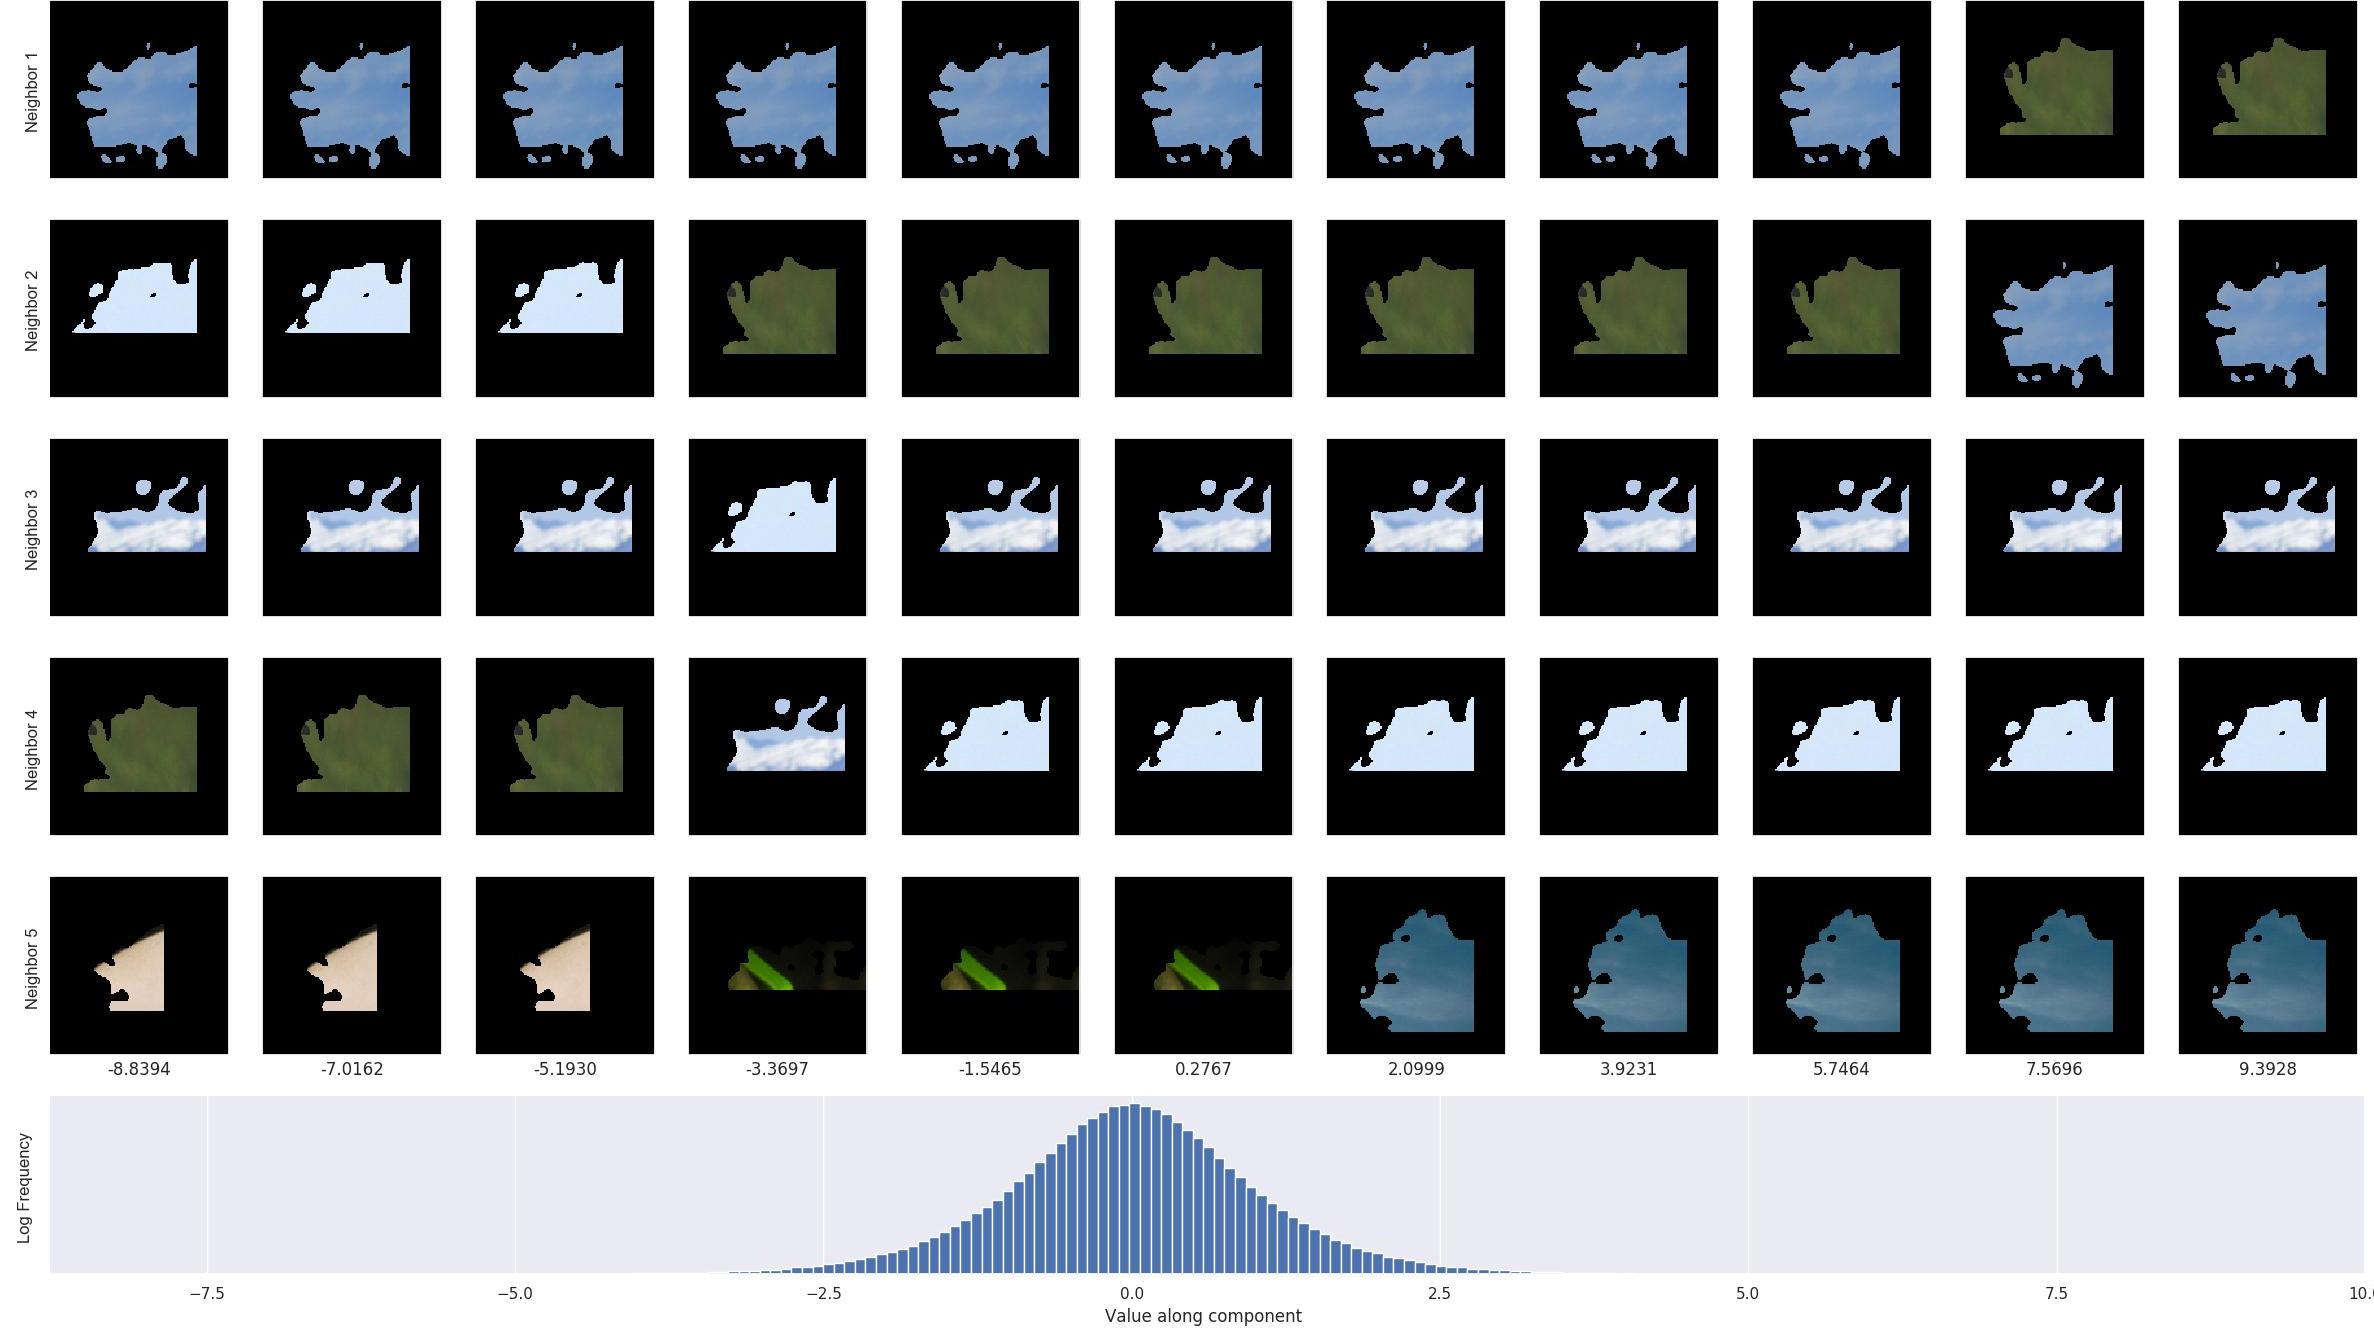 Neighbor 1
Neighbor 2
Neighbor 3
Neighbor 4
Neighbor 5
-8.8394 -7.0162 -5.1930 -3.3697 -1.5465 0.2767 2.0999 3.9231 5.7464 7.5696 9.3928
Log Frequency
−7.5 −5.0 −2.5 0.0 2.5 5.0 7.5 10.
Value along component